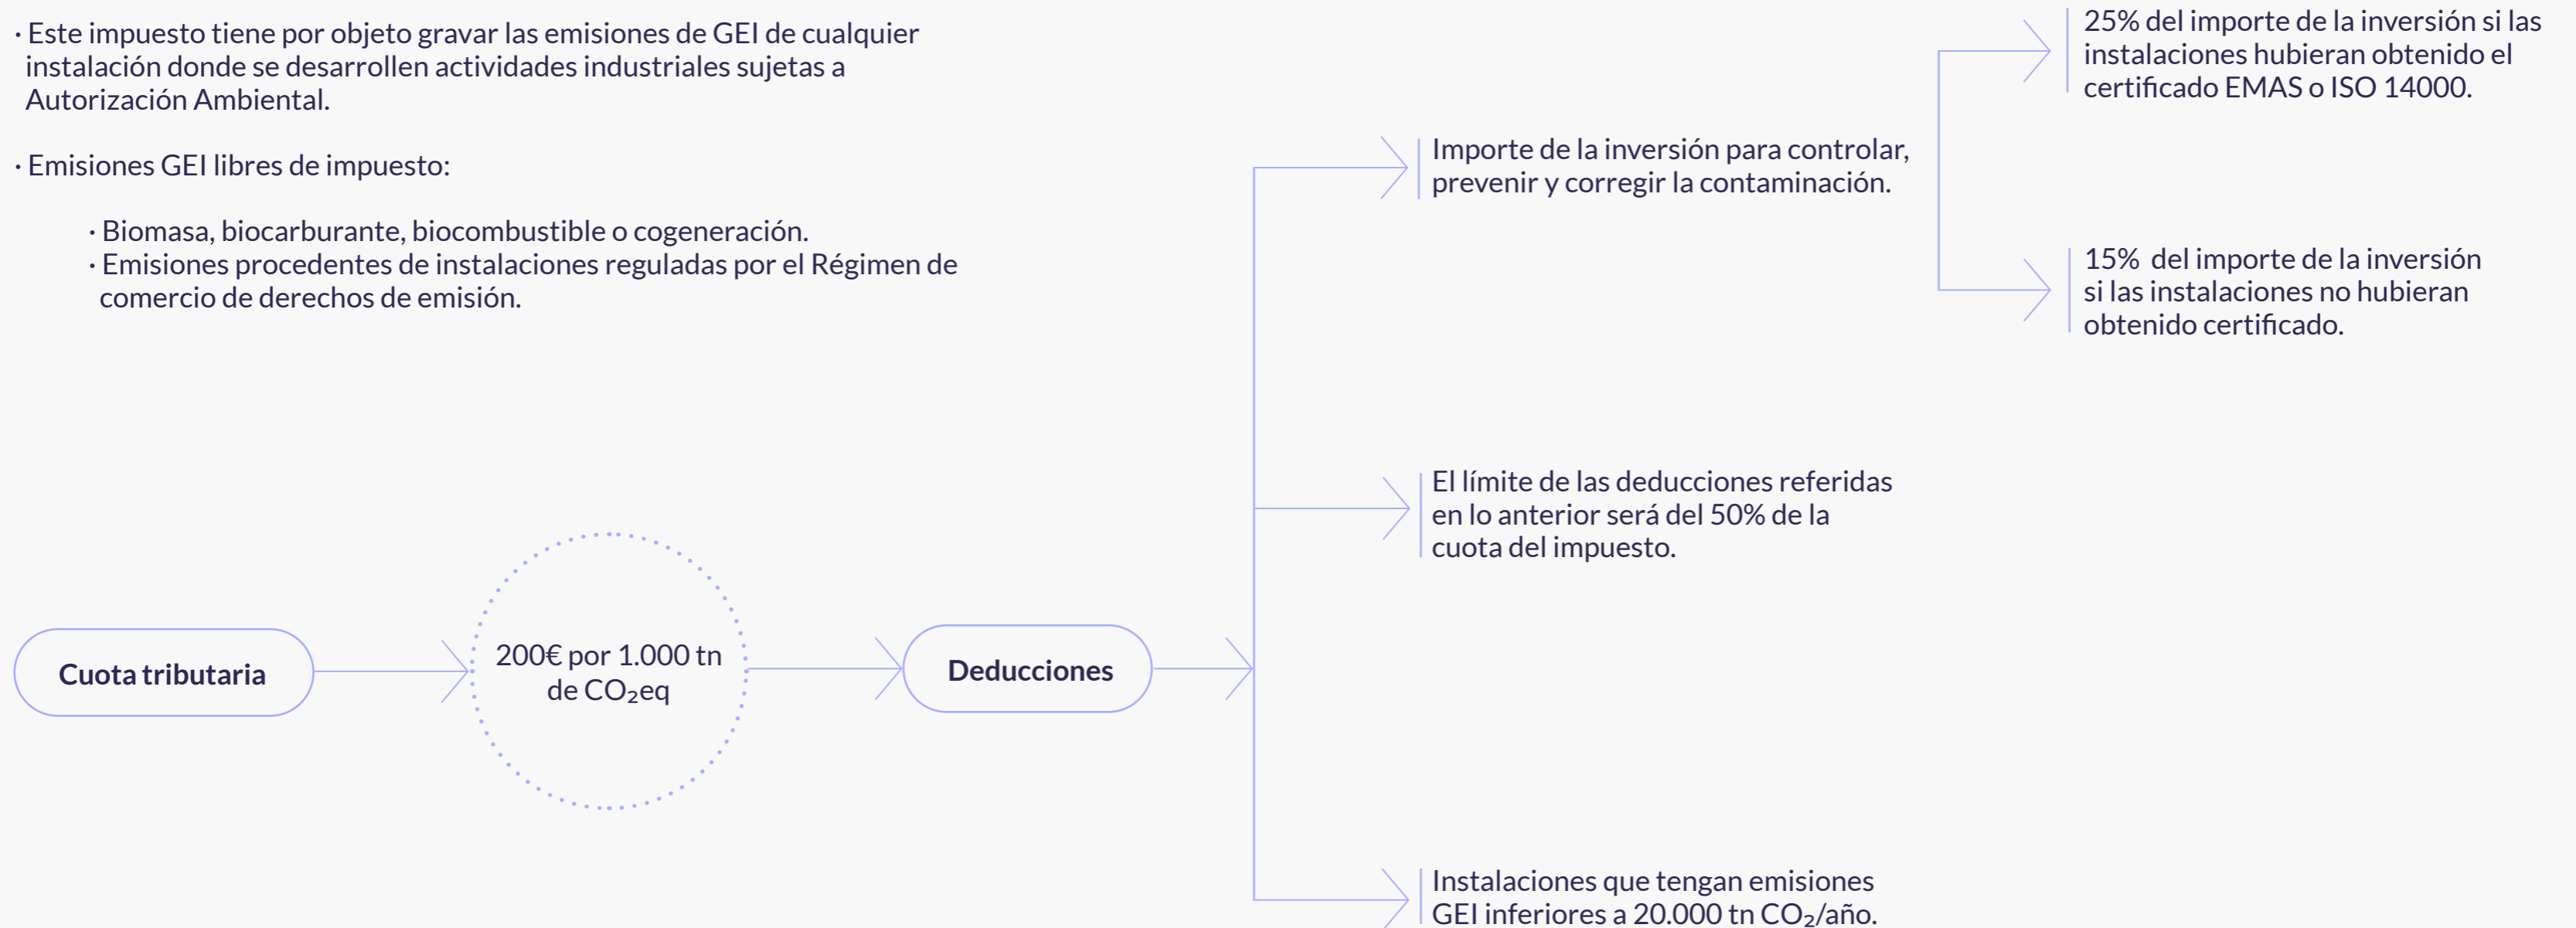 · Este impuesto tiene por objeto gravar las emisiones de GEI de cualquier
instalación donde se desarrollen actividades industriales sujetas a
Autorización Ambiental.
· Emisiones GEI libres de impuesto:
· Biomasa, biocarburante, biocombustible o cogeneración.
· Emisiones procedentes de instalaciones reguladas por el Régimen de
comercio de derechos de emisión.
Cuota tributaria
200€ por 1.000 tn
de CO₂eq
Deducciones
Importe de la inversión para controlar,
prevenir y corregir la contaminación.
25% del importe de la inversión si las
instalaciones hubieran obtenido el
certificado EMAS o ISO 14000.
15% del importe de la inversión
si las instalaciones no hubieran
obtenido certificado.
El límite de las deducciones referidas
en lo anterior será del 50% de la
cuota del impuesto.
Instalaciones que tengan emisiones
GEI inferiores a 20.000 tn CO₂/año.